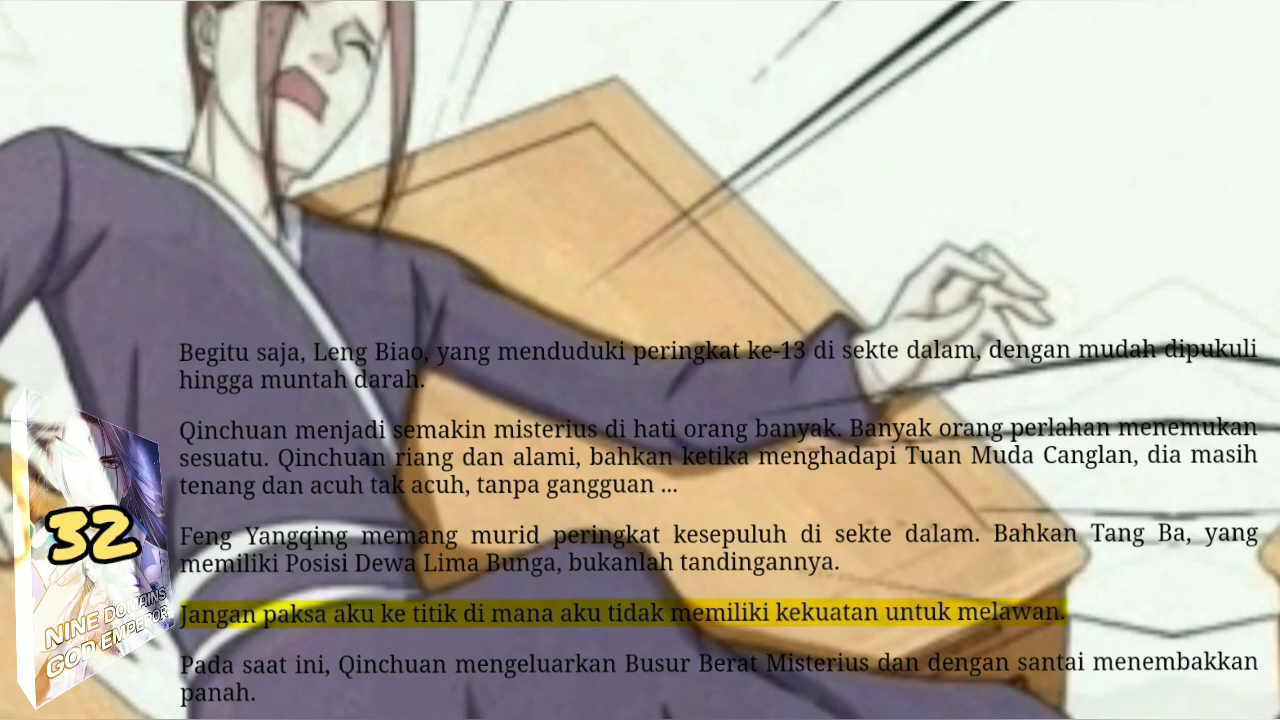 Begitu saja, Leng Biao, yang menduduki peringkat ke-13 di sekte dalam, dengan mudah dipukuli
hingga muntah darah.
Qinchuan menjadi semakin misterius di hati orang banyak. Banyak orang perlahan menemukan
sesuatu. Qinchuan riang dan alami, bahkan ketika menghadapi Tuan Muda Canglan, dia masih
tenang dan acuh tak acuh, tanpa gangguan ...
Feng Yangqing memang murid peringkat kesepuluh di sekte dalam. Bahkan Tang Ba, yang
memiliki Posisi Dewa Lima Bunga, bukanlah tandingannya.
Jangan paksa aku ke titik di mana aku tidak memiliki kekuatan untuk melawan.
Pada saat ini, Qinchuan mengeluarkan Busur Berat Misterius dan dengan santai menembakkan
panah.
32
NINE DOMAINS
GOD EMPEROR